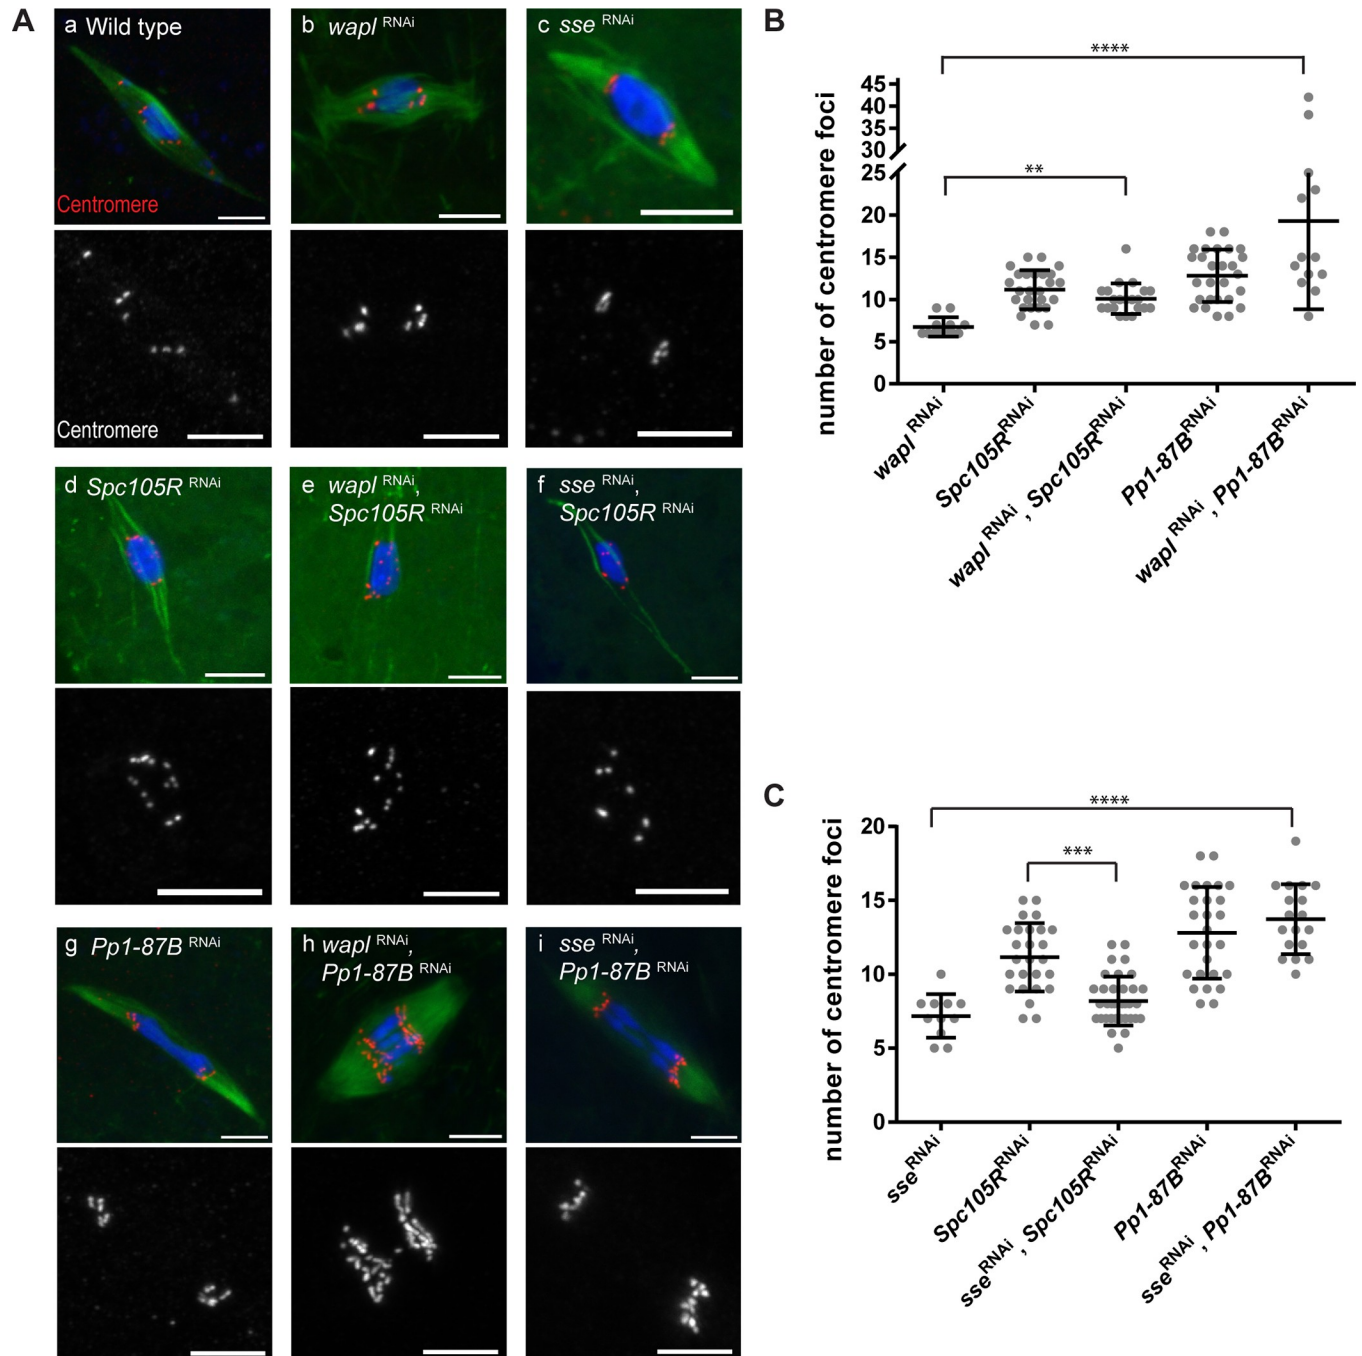 A
a Wild type
b wapl RNAi
c sse RNAi
Centromere
Centromere
d Spc105R RNAi
e wapl RNAi,
Spc105R RNAi
f sse RNAi,
Spc105R RNAi
g Pp1-87B RNAi
h wapl RNAi,
Pp1-87B RNAi
i sse RNAi,
Pp1-87B RNAi
B
****
**
number of centromere foci
45
40
35
30
25
20
15
10
5
0
wapl RNAi
Spc105R RNAi
wapl RNAi, Spc105R RNAi
Pp1-87B RNAi
wapl RNAi, Pp1-87B RNAi
C
****
***
number of centromere foci
20
15
10
5
0
sse RNAi
Spc105R RNAi
sse RNAi, Spc105R RNAi
Pp1-87B RNAi
sse RNAi, Pp1-87B RNAi